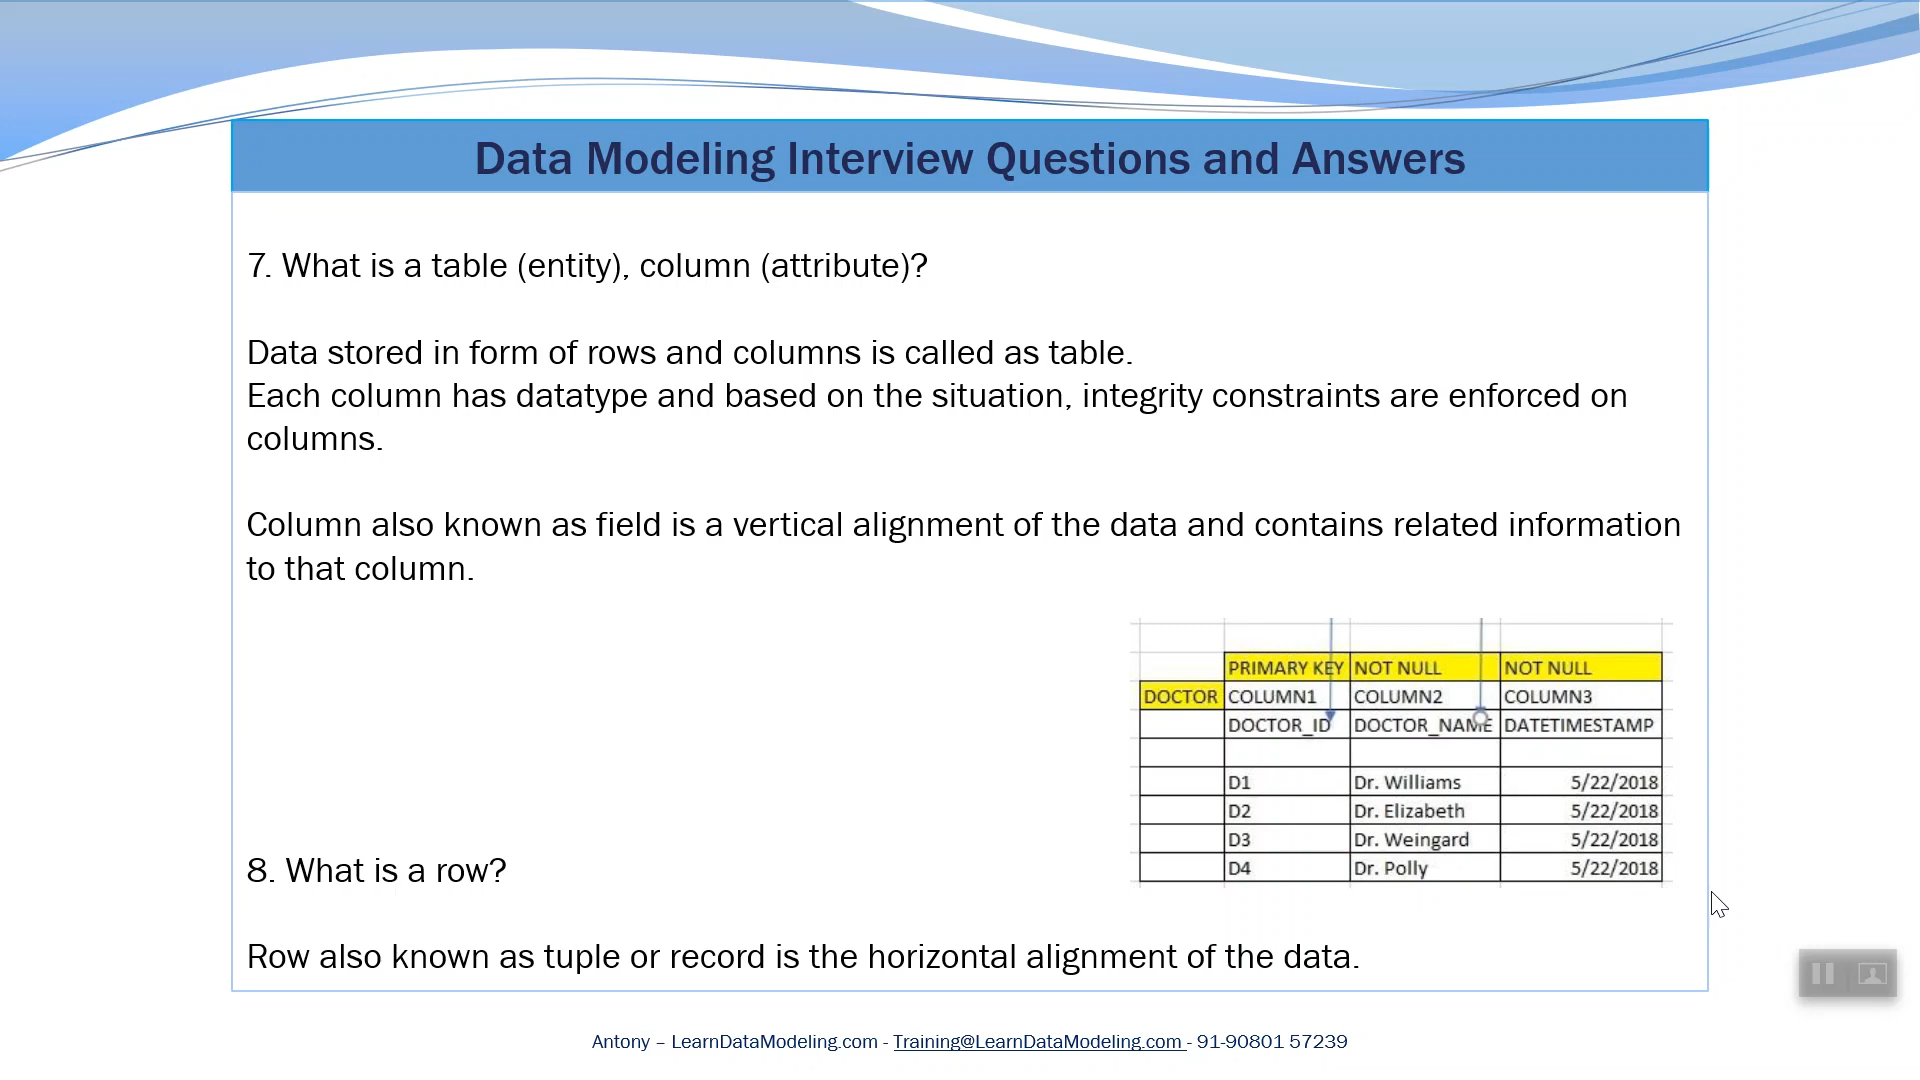 Data Modeling Interview Questions and Answers
7. What is a table (entity), column (attribute)?
Data stored in form of rows and columns is called as table.
Each column has datatype and based on the situation, integrity constraints are enforced on
columns.
Column also known as field is a vertical alignment of the data and contains related information
to that column.
PRIMARY KEY NOT NULL NOT NULL
DOCTOR COLUMN1 COLUMN2 COLUMN3
DOCTOR_ID DOCTOR_NAME DATETIMESTAMP
D1 Dr. Williams 5/22/2018
D2 Dr. Elizabeth 5/22/2018
D3 Dr. Weingard 5/22/2018
D4 Dr. Polly 5/22/2018
8. What is a row?
Row also known as tuple or record is the horizontal alignment of the data.
Antony – LearnDataModeling.com - Training@LearnDataModeling.com - 91-90801 57239